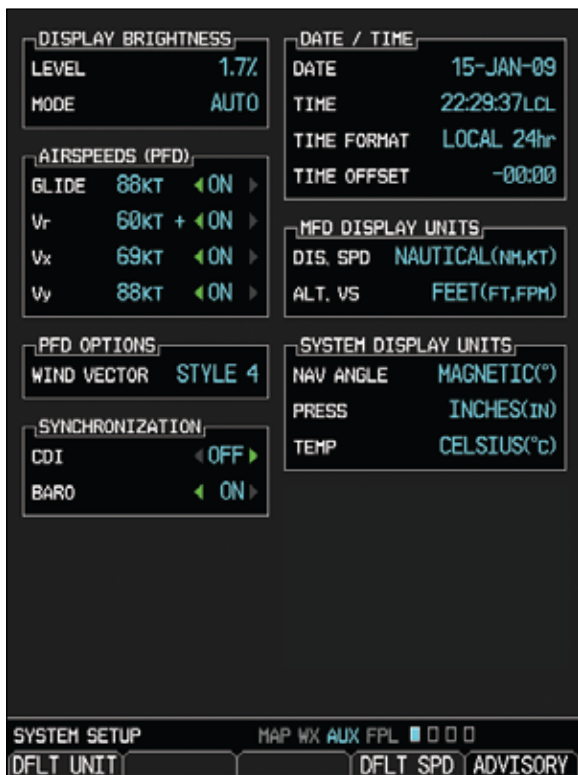 DISPLAY BRIGHTNESS
LEVEL 1.7%
MODE AUTO
AIRSPEEDS (PFD)
GLIDE 88KT ON
Vr 60KT + ON
Vx 69KT ON
Vy 88KT ON
PFD OPTIONS
WIND VECTOR STYLE 4
SYNCHRONIZATION
CDI OFF
BARO ON
DATE / TIME
DATE 15-JAN-09
TIME 22:29:37LCL
TIME FORMAT LOCAL 24hr
TIME OFFSET -00:00
MFD DISPLAY UNITS
DIS, SPD NAUTICAL(NM,KT)
ALT, VS FEET(FT,FPM)
SYSTEM DISPLAY UNITS
NAV ANGLE MAGNETIC(°)
PRESS INCHES(IN)
TEMP CELSIUS(°C)
SYSTEM SETUP MAP WX AUX FPL
DFLT UNIT DFLT SPD ADVISORY